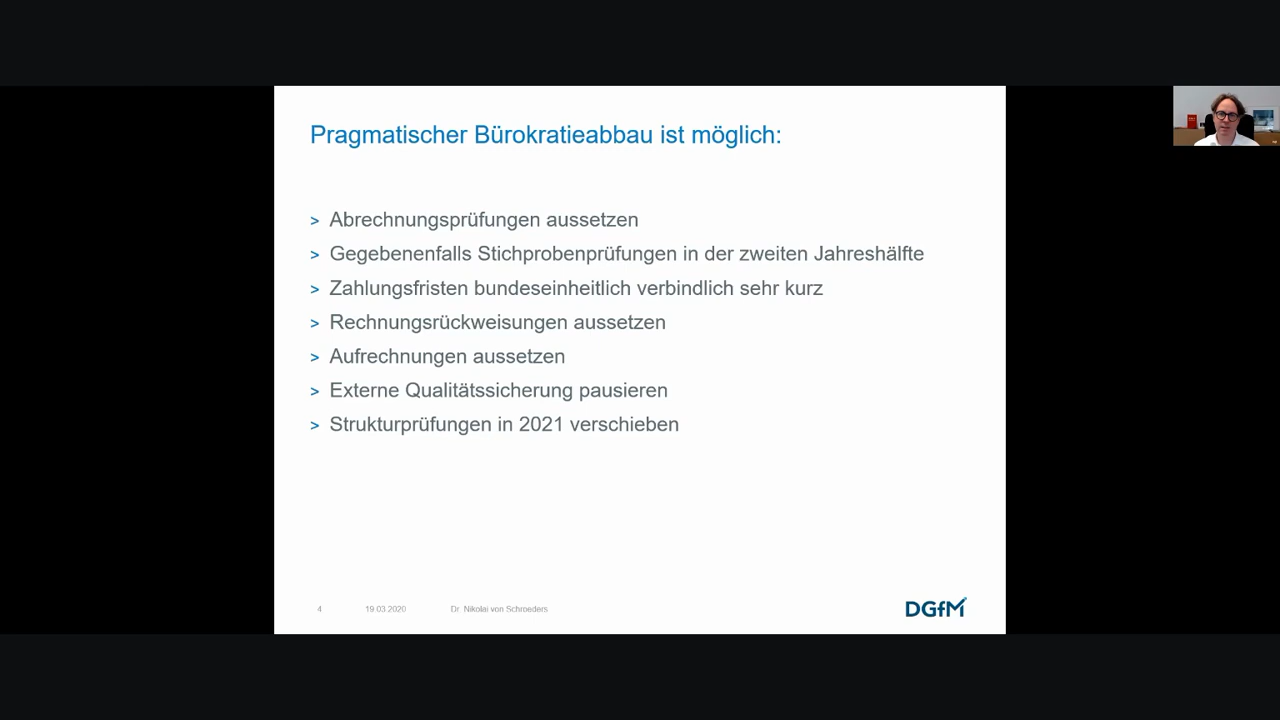 Pragmatischer Bürokratieabbau ist möglich:
> Abrechnungsprüfungen aussetzen
> Gegebenenfalls Stichprobenprüfungen in der zweiten Jahreshälfte
> Zahlungsfristen bundeseinheitlich verbindlich sehr kurz
> Rechnungsrückweisungen aussetzen
> Aufrechnungen aussetzen
> Externe Qualitätssicherung pausieren
> Strukturprüfungen in 2021 verschieben
4 19.03.2020 Dr. Nikolai von Schroeders
DGfM